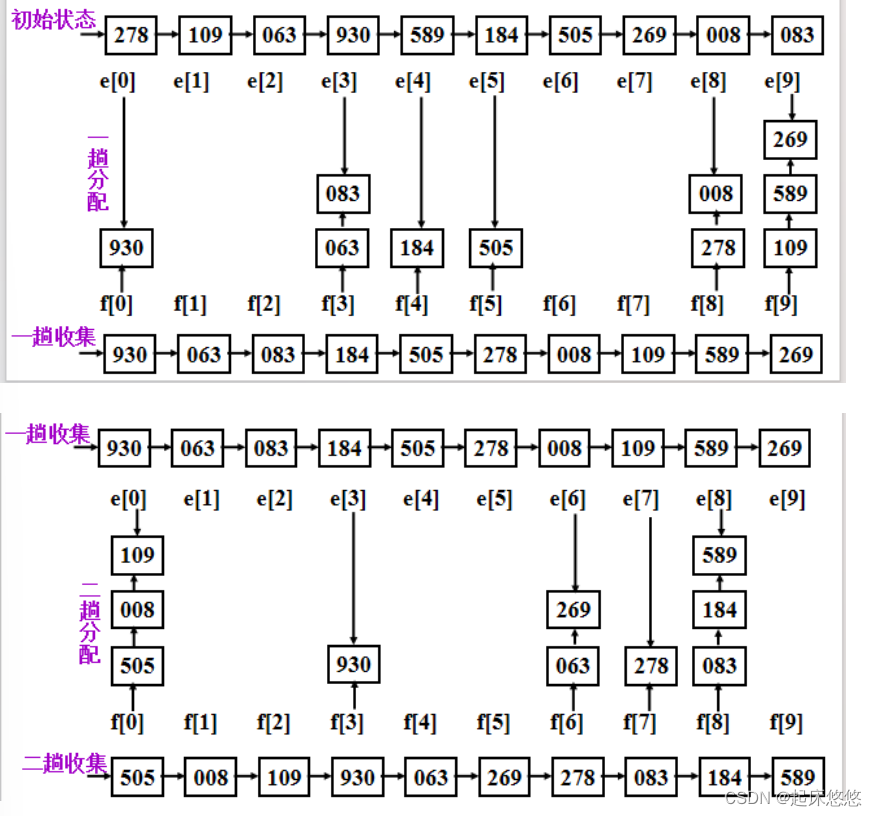 初始状态 278 109 063 930 589 184 505 269 008 083
e[0] e[1] e[2] e[3] e[4] e[5] e[6] e[7] e[8] e[9]
一趟分配
269
083 008 589
930 063 184 505 278 109
f[0] f[1] f[2] f[3] f[4] f[5] f[6] f[7] f[8] f[9]
一趟收集 930 063 083 184 505 278 008 109 589 269
一趟收集 930 063 083 184 505 278 008 109 589 269
e[0] e[1] e[2] e[3] e[4] e[5] e[6] e[7] e[8] e[9]
二趟分配
109 589
008 269 184
505 930 063 278 083
f[0] f[1] f[2] f[3] f[4] f[5] f[6] f[7] f[8] f[9]
二趟收集 505 008 109 930 063 269 278 083 184 589
CSDN @起床悠悠